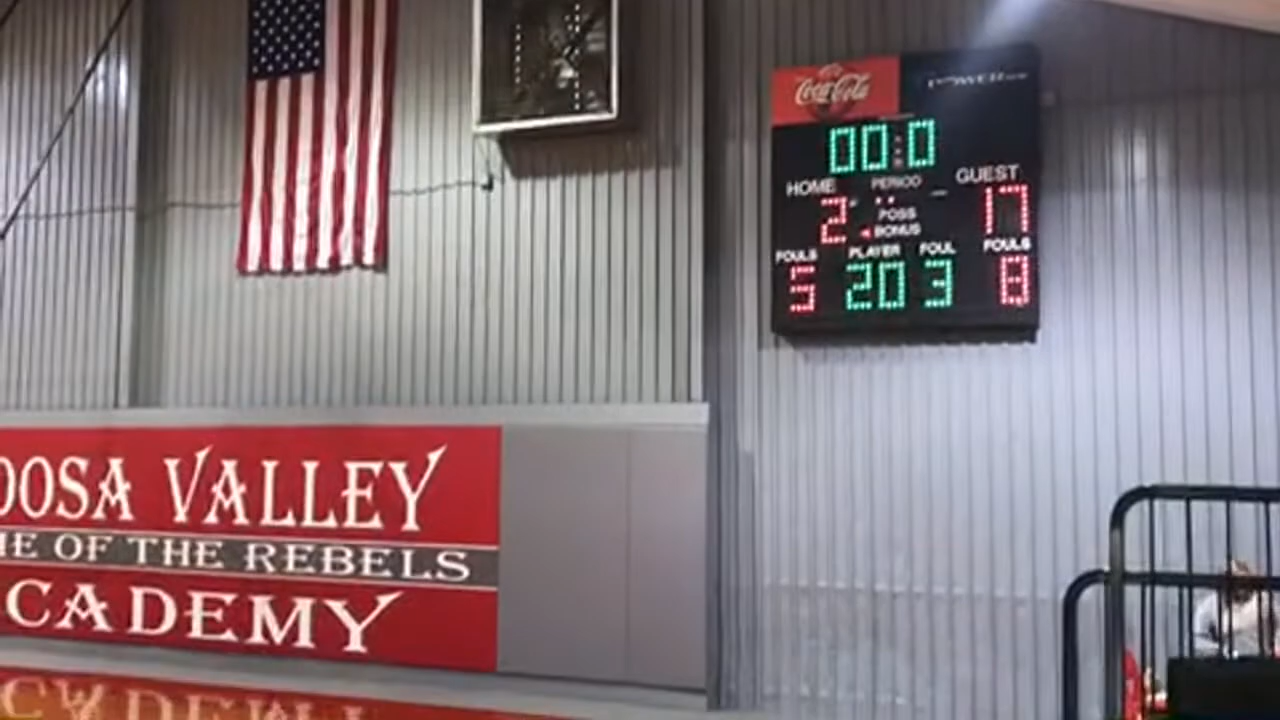 Coca-Cola
POWER
00:0
HOME PERIOD GUEST
2 17
POSS
BONUS
FOULS PLAYER FOUL FOULS
5 20 3 8
OOSA VALLEY
ME OF THE REBELS
CADEMY